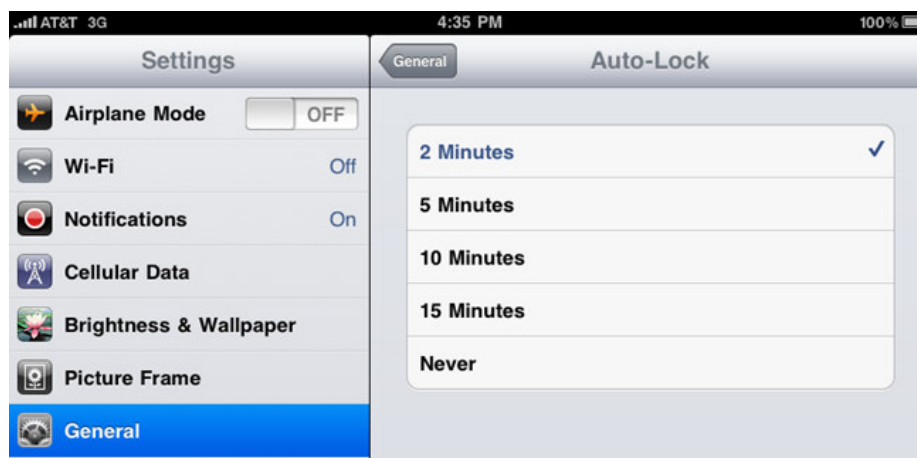 AT&T 3G 4:35 PM 100%
Settings
Airplane Mode OFF
Wi-Fi Off
Notifications On
Cellular Data
Brightness & Wallpaper
Picture Frame
General
General Auto-Lock
2 Minutes
5 Minutes
10 Minutes
15 Minutes
Never